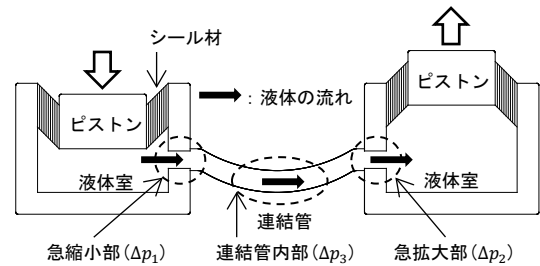 シール材
ピストン
：液体の流れ
ピストン
液体室
液体室
連結管
急縮小部(Δp₁)
連結管内部(Δp₃)
急拡大部(Δp₂)